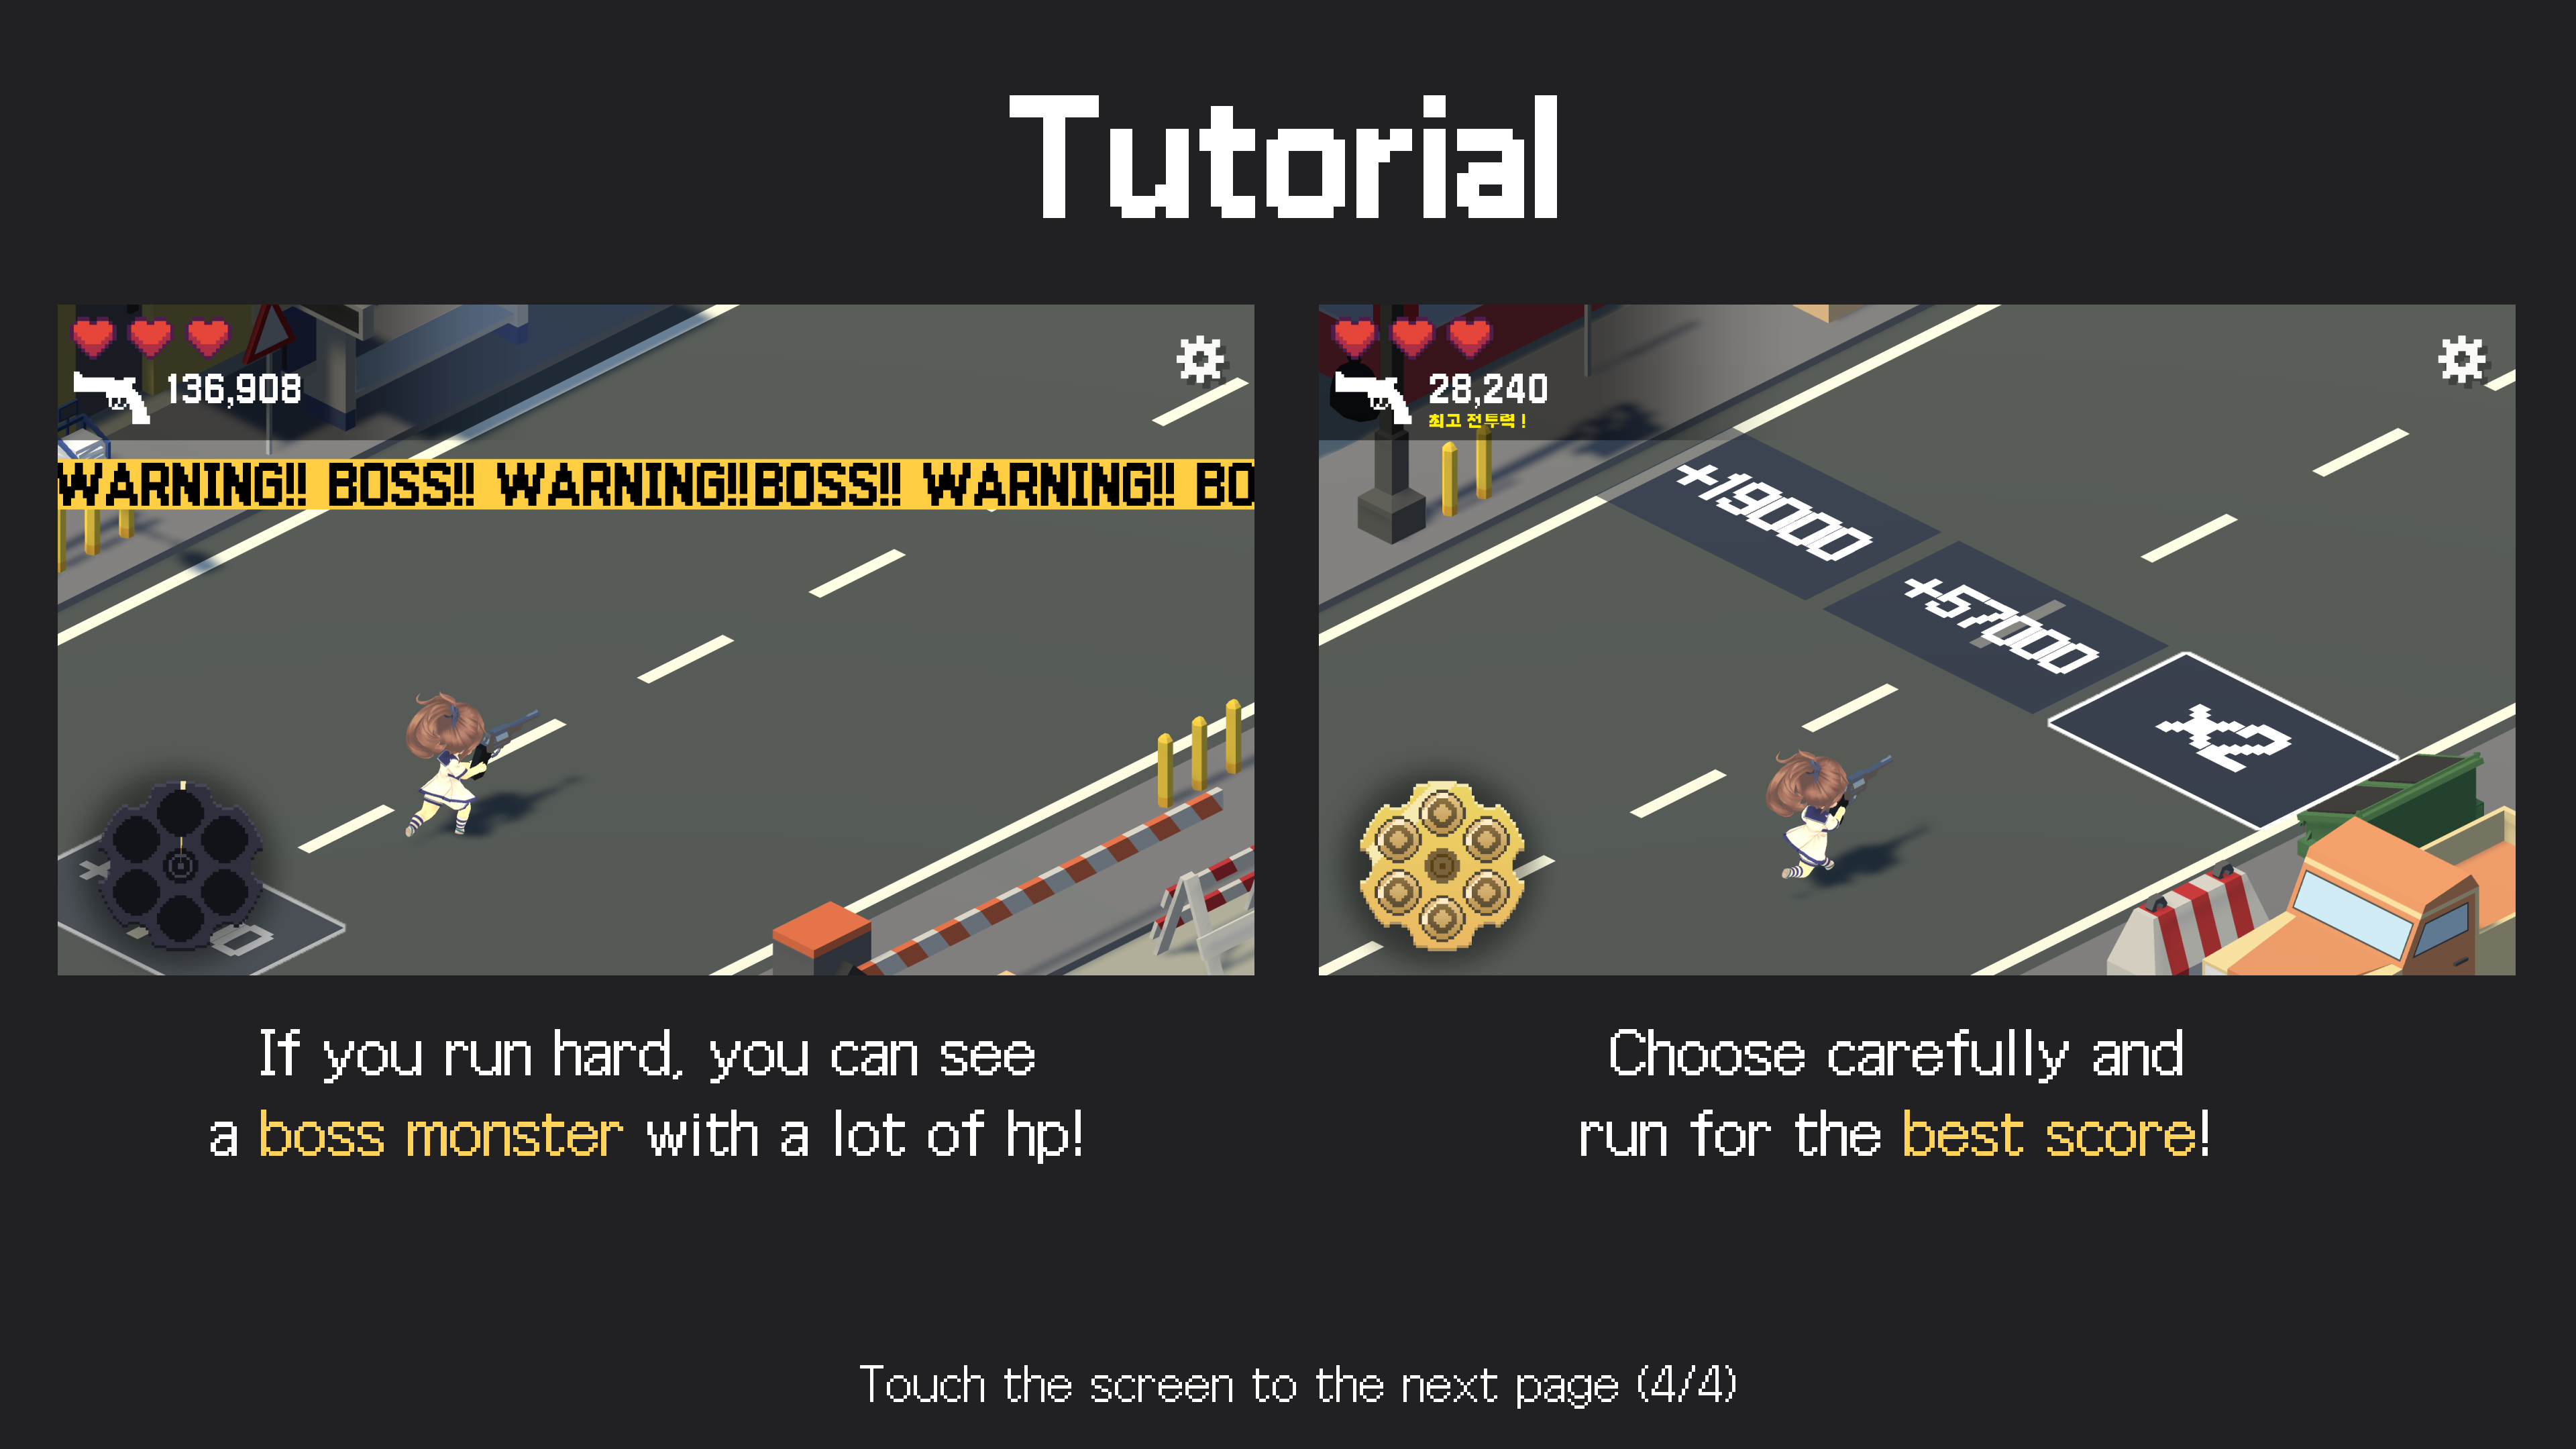 Tutorial
136,908
WARNING!! BOSS!! WARNING!!BOSS!! WARNING!! BO
28,240
최고 전투력!
+19000
+57000
x2
If you run hard, you can see
a boss monster with a lot of hp!
Choose carefully and
run for the best score!
Touch the screen to the next page (4/4)